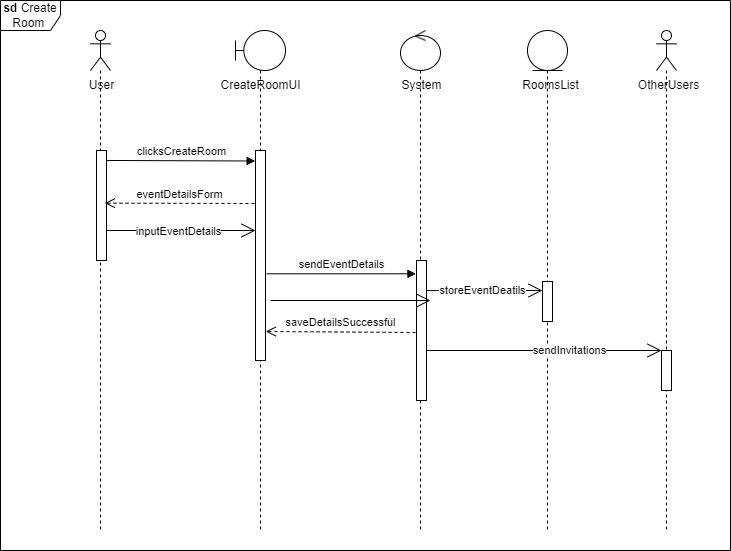 sd Create
Room
User
CreateRoomUI
System
RoomsList
OtherUsers
clicksCreateRoom
eventDetailsForm
inputEventDetails
sendEventDetails
storeEventDeatils
saveDetailsSuccessful
sendInvitations